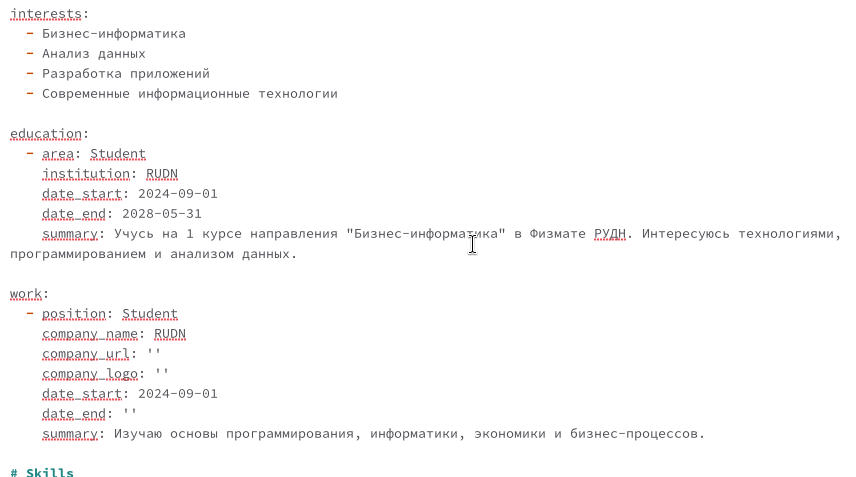 interests:
- Бизнес-информатика
- Анализ данных
- Разработка приложений
- Современные информационные технологии
education:
- area: Student
institution: RUDN
date_start: 2024-09-01
date_end: 2028-05-31
summary: Учусь на 1 курсе направления "Бизнес-информатика" в Физмате РУДН. Интересуюсь технологиями,
программированием и анализом данных.
work:
- position: Student
company_name: RUDN
company_url: ''
company_logo: ''
date_start: 2024-09-01
date_end: ''
summary: Изучаю основы программирования, информатики, экономики и бизнес-процессов.
# Skills